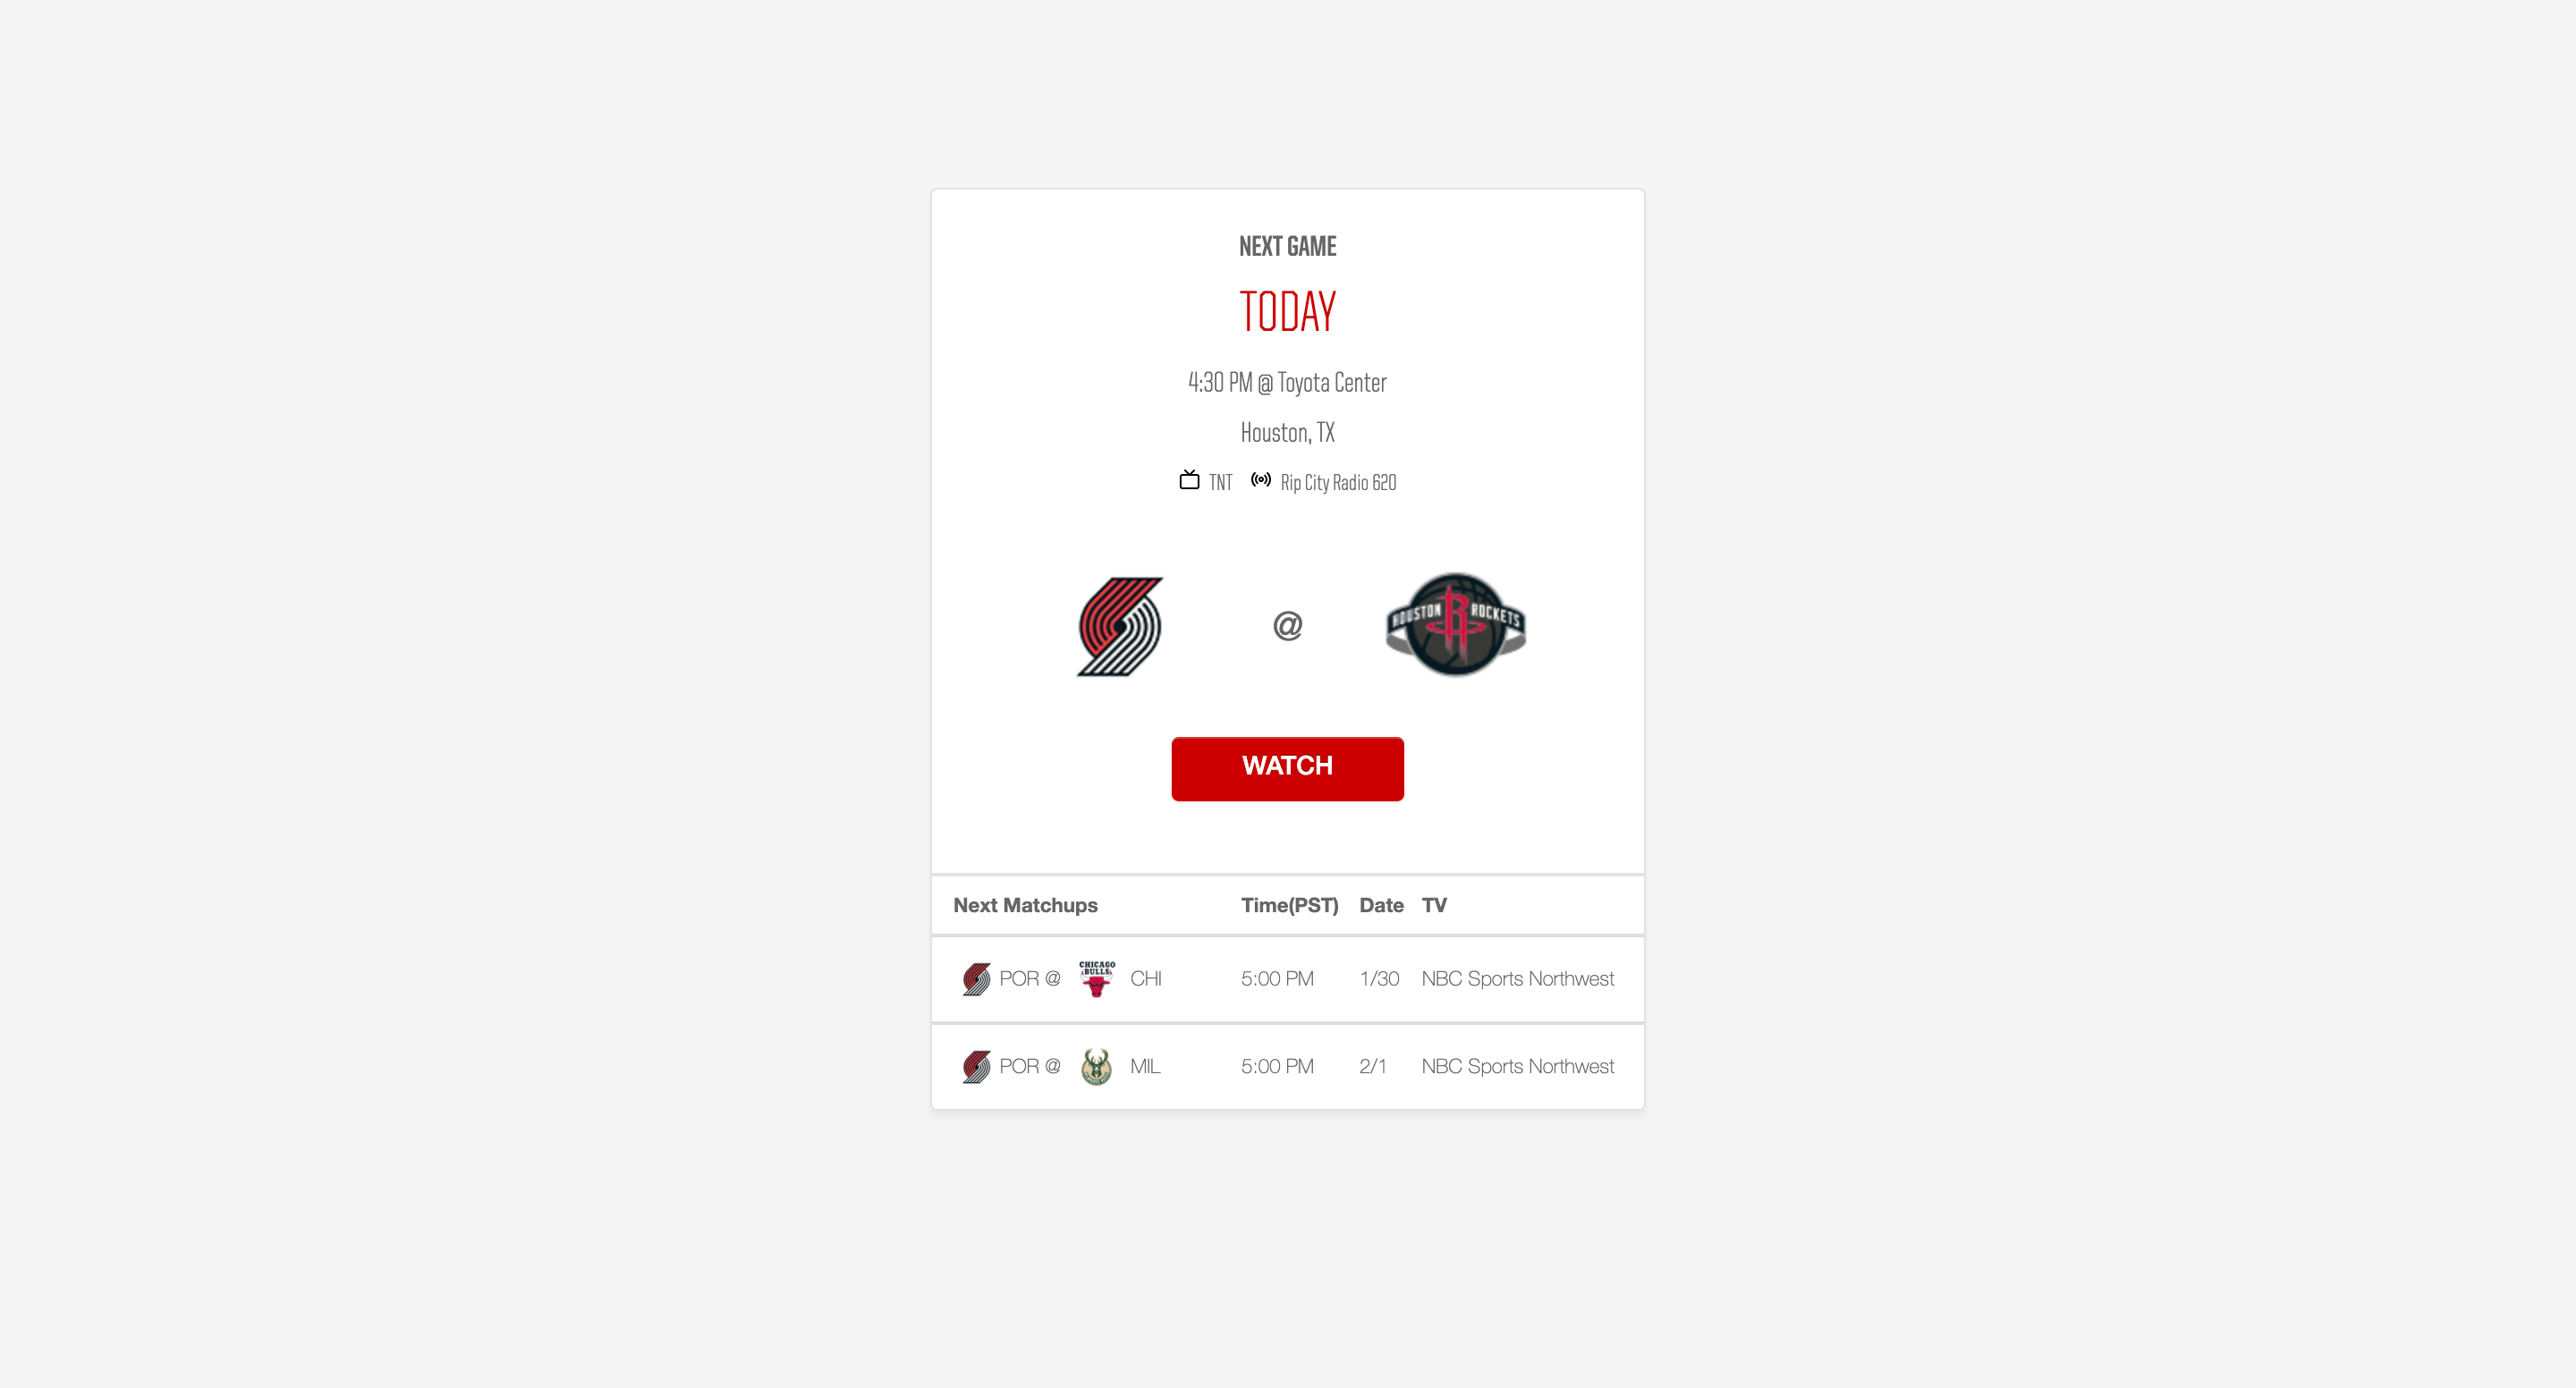 NEXT GAME
TODAY
4:30 PM @ Toyota Center
Houston, TX
TNT Rip City Radio 620
@
HOUSTON R ROCKETS
WATCH
Next Matchups Time(PST) Date TV
CHICAGO
BULLS
POR @ CHI 5:00 PM 1/30 NBC Sports Northwest
POR @ MIL 5:00 PM 2/1 NBC Sports Northwest